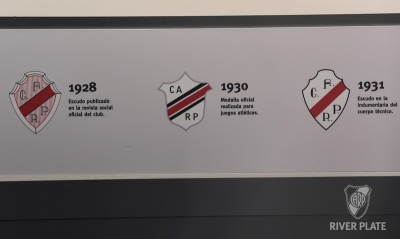 1928
Escudo publicado
en la revista social
oficial del club.
C. F. R. P.
1930
Medalla oficial
realizada para
juegos atléticos.
CA
RP
1931
Escudo en la
indumentaria del
cuerpo técnico.
C. F. R. P.
CARP
RIVER PLATE